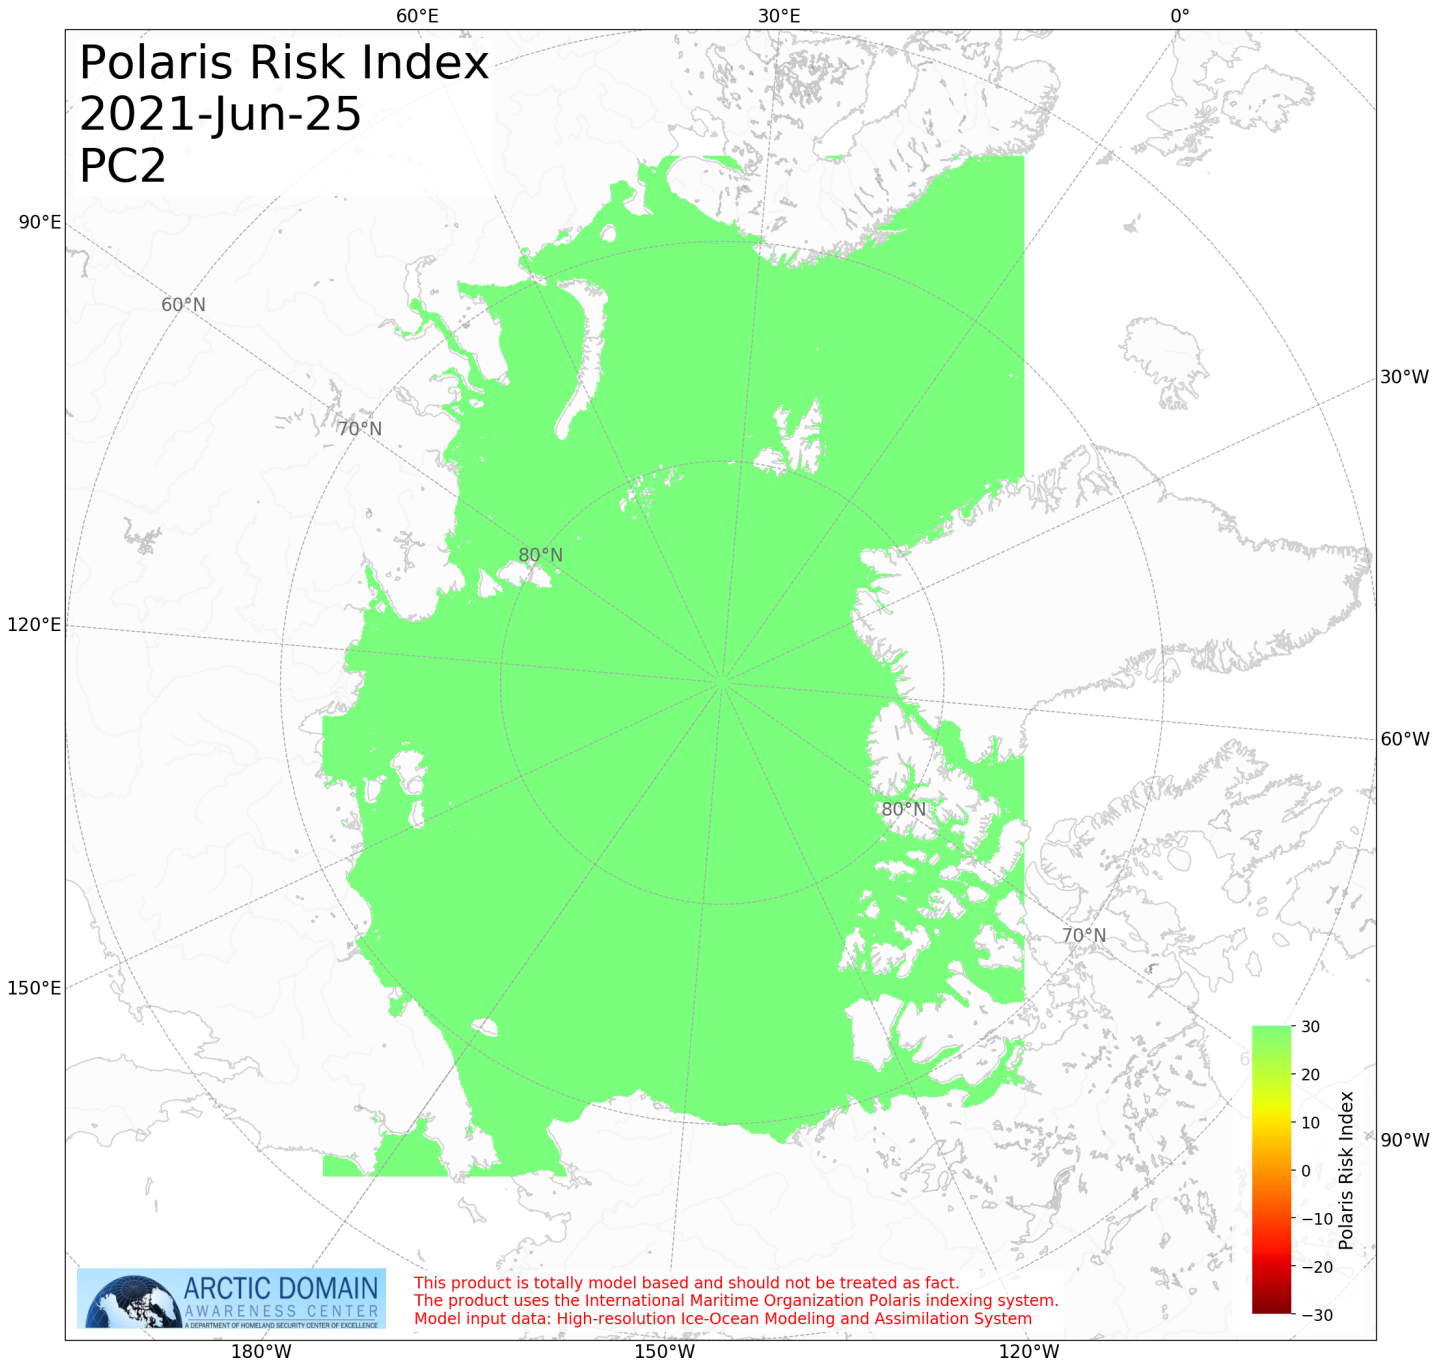 60°E 30°E 0°
Polaris Risk Index
2021-Jun-25
PC2
90°E
60°N
30°W
70°N
80°N
120°E
60°W
80°N
70°N
150°E
30
20
10
0
−10
−20
−30
Polaris Risk Index
90°W
ARCTIC DOMAIN
AWARENESS CENTER
A DEPARTMENT OF HOMELAND SECURITY CENTER OF EXCELLENCE
This product is totally model based and should not be treated as fact.
The product uses the International Maritime Organization Polaris indexing system.
Model input data: High-resolution Ice-Ocean Modeling and Assimilation System
180°W 150°W 120°W